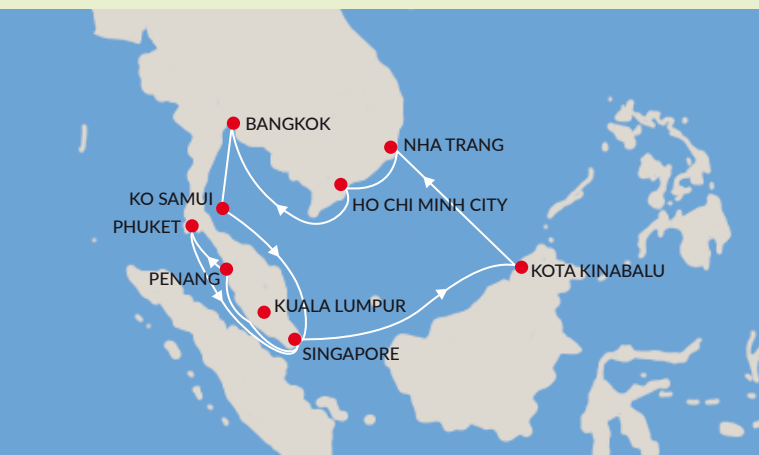 BANGKOK
NHA TRANG
KO SAMUI
HO CHI MINH CITY
PHUKET
PENANG
KOTA KINABALU
KUALA LUMPUR
SINGAPORE